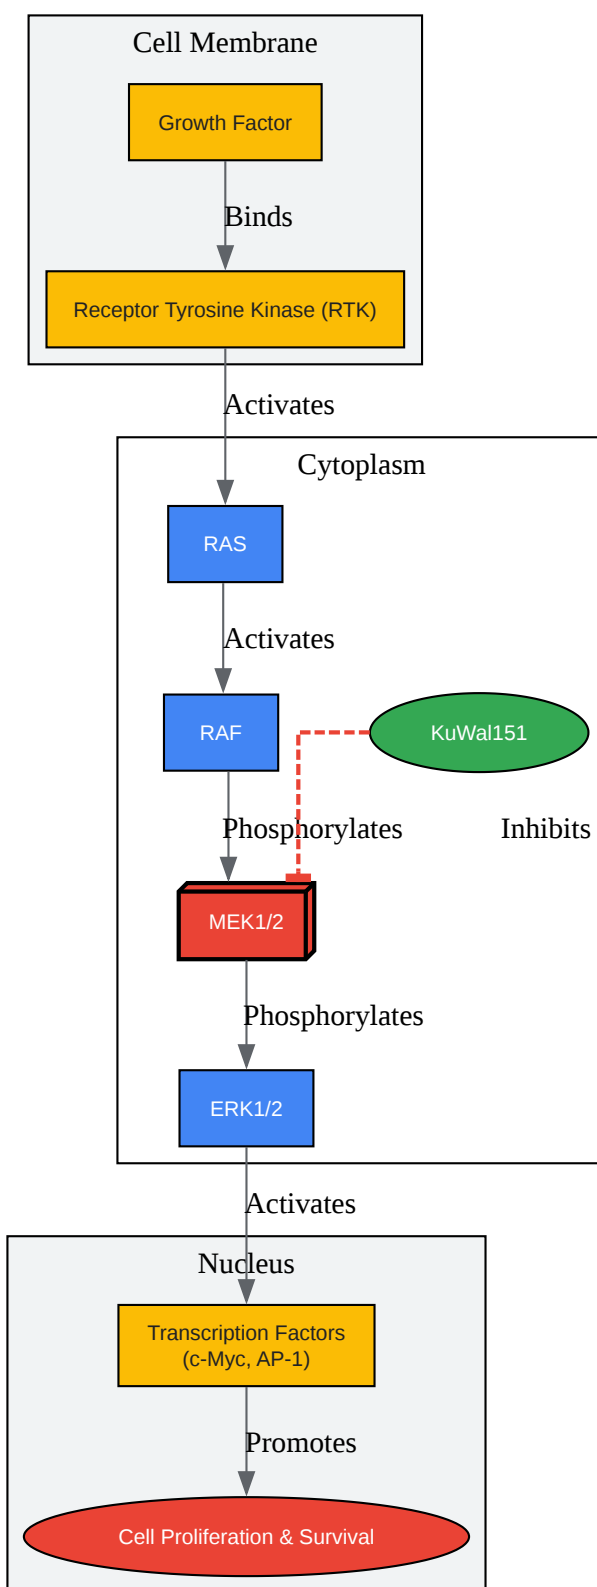 Cell Membrane
Growth Factor
Binds
Receptor Tyrosine Kinase (RTK)
Activates
Cytoplasm
RAS
Activates
RAF
KuWal151
Phosphorylates
Inhibits
MEK1/2
Phosphorylates
ERK1/2
Activates
Nucleus
Transcription Factors
(c-Myc, AP-1)
Promotes
Cell Proliferation & Survival